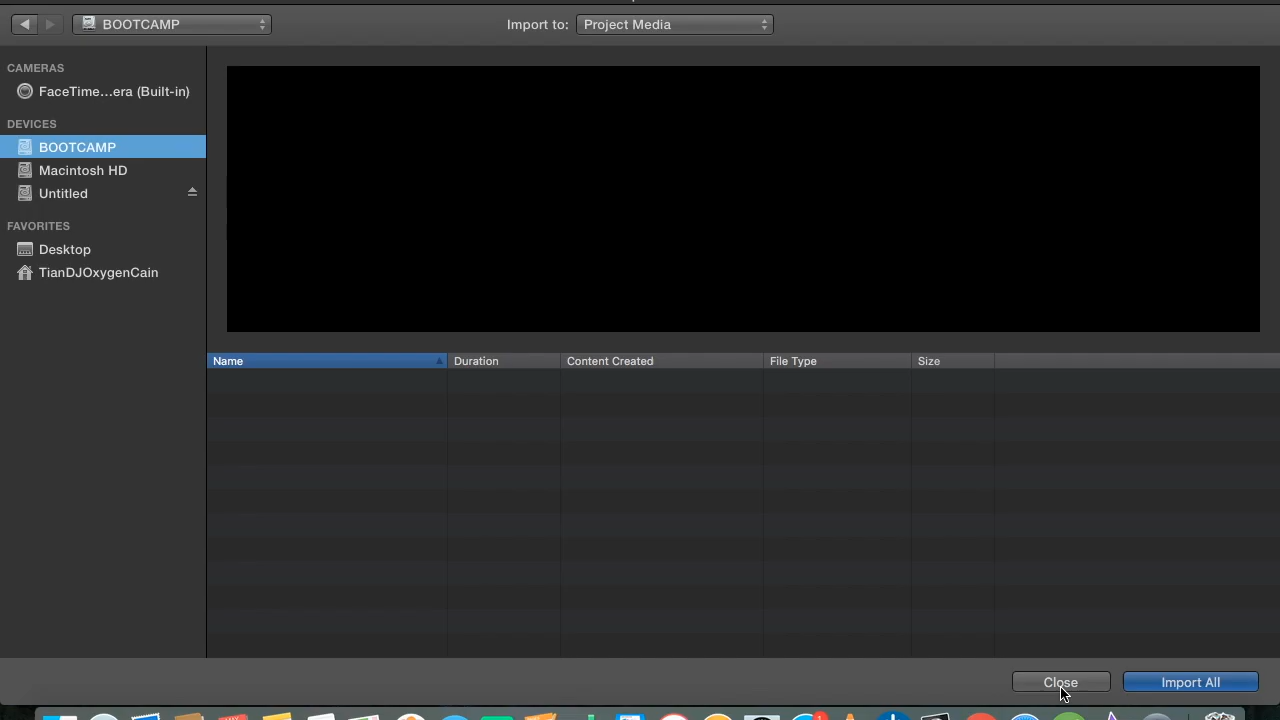 BOOTCAMP
Import to: Project Media
CAMERAS
FaceTime...era (Built-in)
DEVICES
BOOTCAMP
Macintosh HD
Untitled
FAVORITES
Desktop
TianDJOxygenCain
Name Duration Content Created File Type Size
Close Import All
1